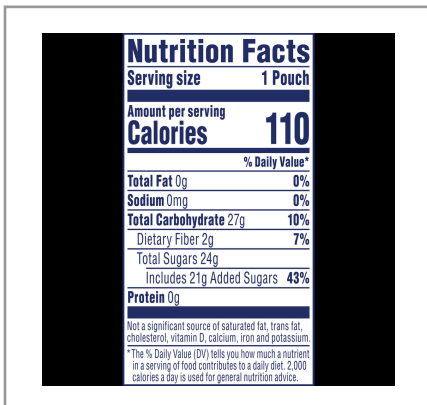 Nutrition Facts
Serving size 1 Pouch
Amount per serving
Calories 110
% Daily Value*
Total Fat 0g 0%
Sodium 0mg 0%
Total Carbohydrate 27g 10%
Dietary Fiber 2g 7%
Total Sugars 24g
Includes 21g Added Sugars 43%
Protein 0g
Not a significant source of saturated fat, trans fat,
cholesterol, vitamin D, calcium, iron and potassium.
*The % Daily Value (DV) tells you how much a nutrient
in a serving of food contributes to a daily diet. 2,000
calories a day is used for general nutrition advice.